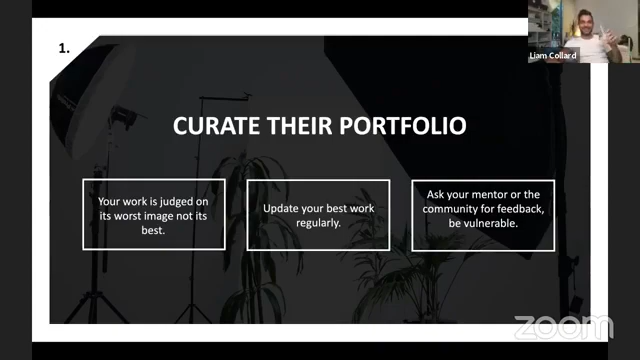 1.
Liam Collard
CURATE THEIR PORTFOLIO
Your work is judged on
its worst image not its
best.
Update your best work
regularly.
Ask your mentor or the
community for feedback,
be vulnerable.
zoom